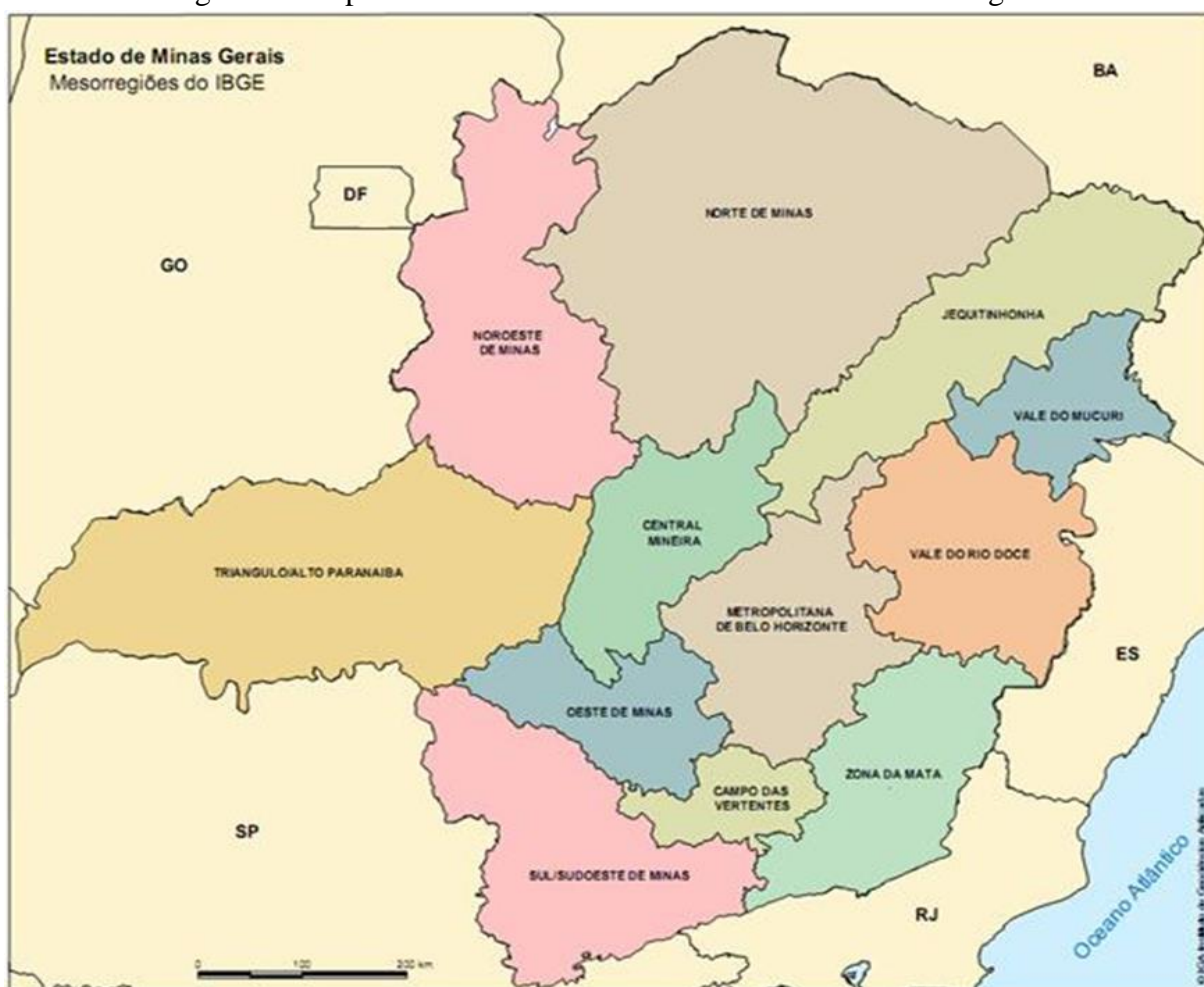 Estado de Minas Gerais
Mesorregiões do IBGE
BA
DF
NORTE DE MINAS
GO
JEQUITINHONHA
NOROESTE
DE MINAS
VALE DO MUCURI
CENTRAL
MINEIRA
VALE DO RIO DOCE
TRIANGULO/ALTO PARANAIBA
METROPOLITANA
DE BELO HORIZONTE
ES
OESTE DE MINAS
ZONA DA MATA
CAMPO DAS
VERTENTES
SP
SUL/SUDOESTE DE MINAS
RJ
Oceano Atlântico
0 100 200 km